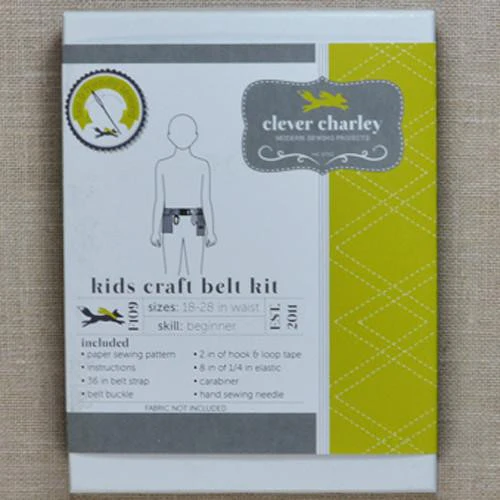 clever charley
MODERN SEWING PROJECTS
kids craft belt kit
F109
sizes: 18-28 in waist
skill: beginner
EST. 2011
included
• paper sewing pattern
• instructions
• 36 in belt strap
• belt buckle
• 2 in of hook & loop tape
• 8 in of 1/4 in elastic
• carabiner
• hand sewing needle
FABRIC NOT INCLUDED